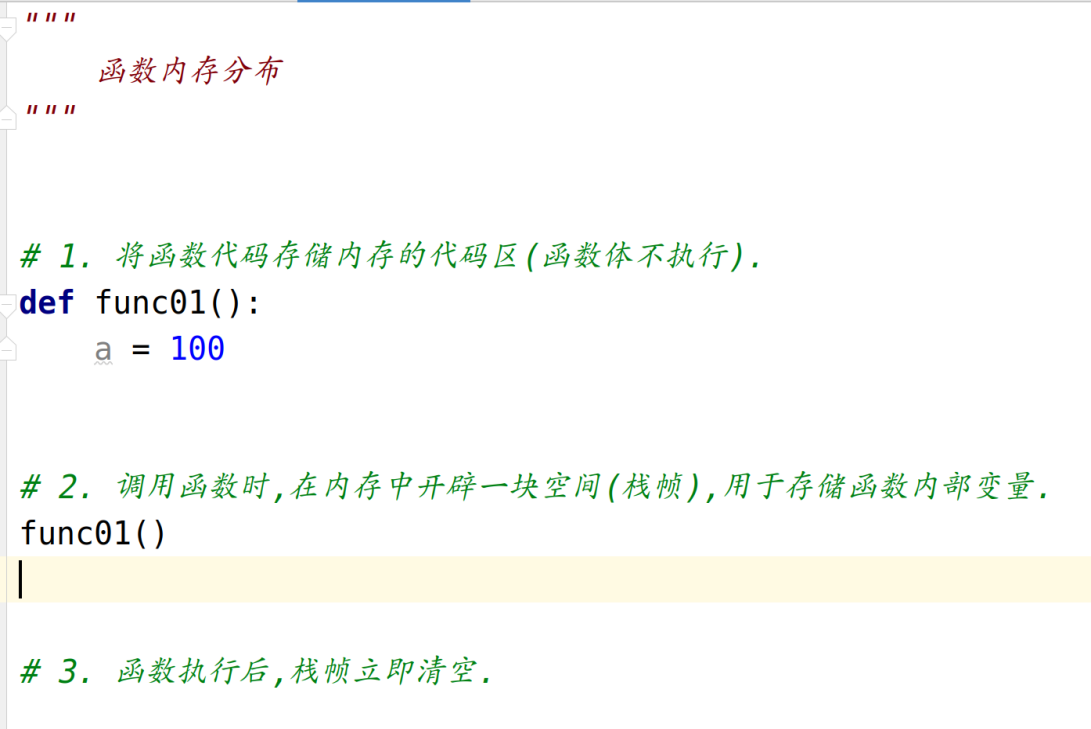 """
    函数内存分布
"""
# 1. 将函数代码存储内存的代码区(函数体不执行).
def func01():
    a = 100
# 2. 调用函数时,在内存中开辟一块空间(栈帧),用于存储函数内部变量.
func01()
# 3. 函数执行后,栈帧立即清空.